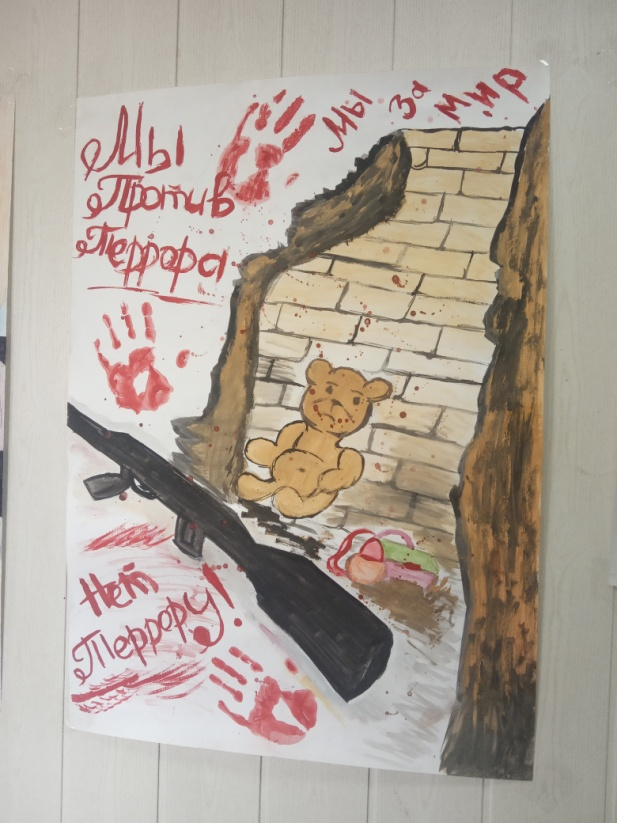 Мы
Против
Террора
Мы за мир
Нет
Террору!